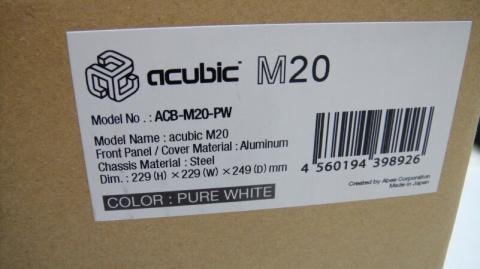 acubic M20
Model No. : ACB-M20-PW
Model Name : acubic M20
Front Panel / Cover Material : Aluminum
Chassis Material : Steel
Dim. : 229 (H) ×229 (W) ×249 (D) mm
COLOR : PURE WHITE
4 560194 398926
Created by Abee Corporation
Made in Japan